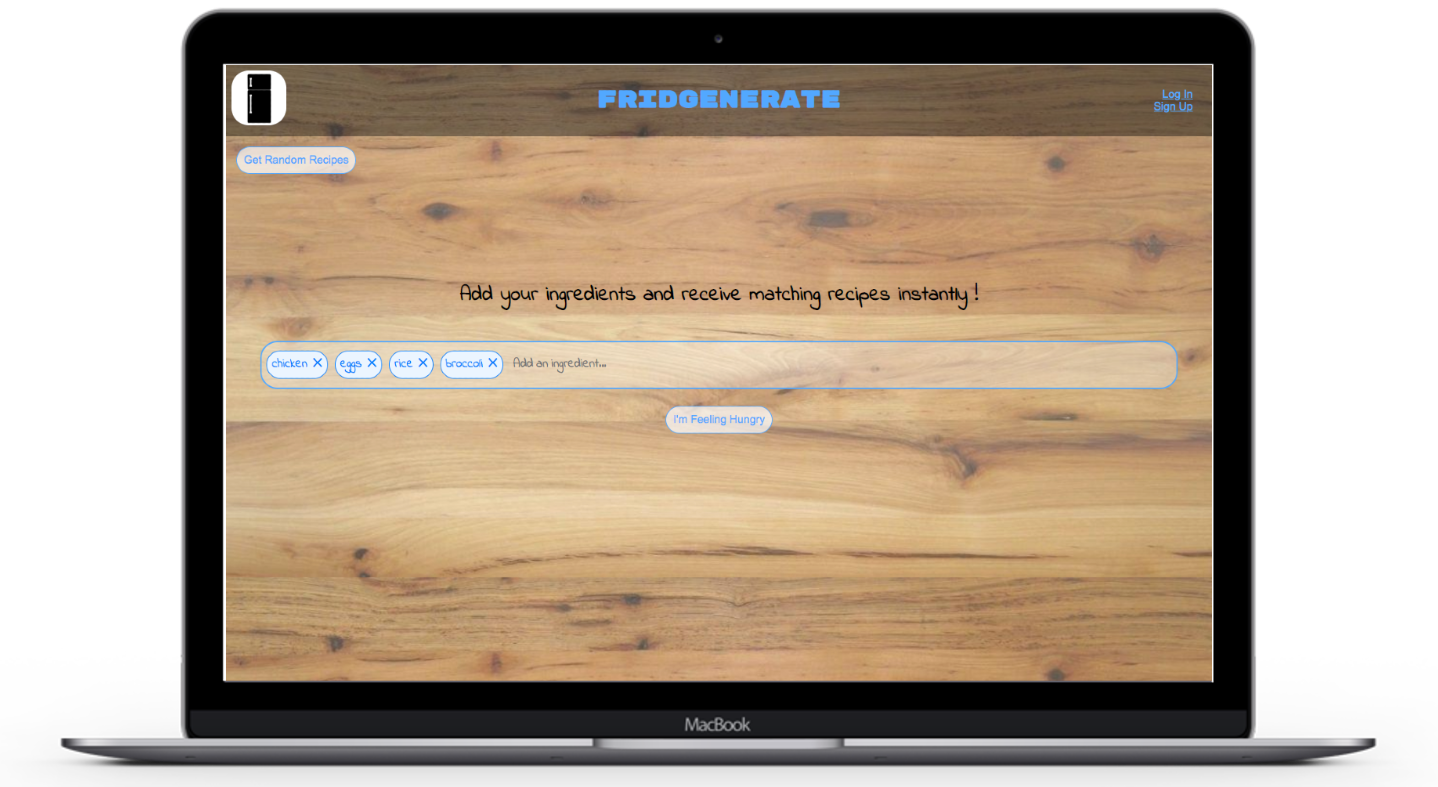 FRIDGENERATE
Log In
Sign Up
Get Random Recipes
Add your ingredients and receive matching recipes instantly!
chicken × eggs × rice × broccoli × Add an ingredient...
I'm Feeling Hungry
MacBook